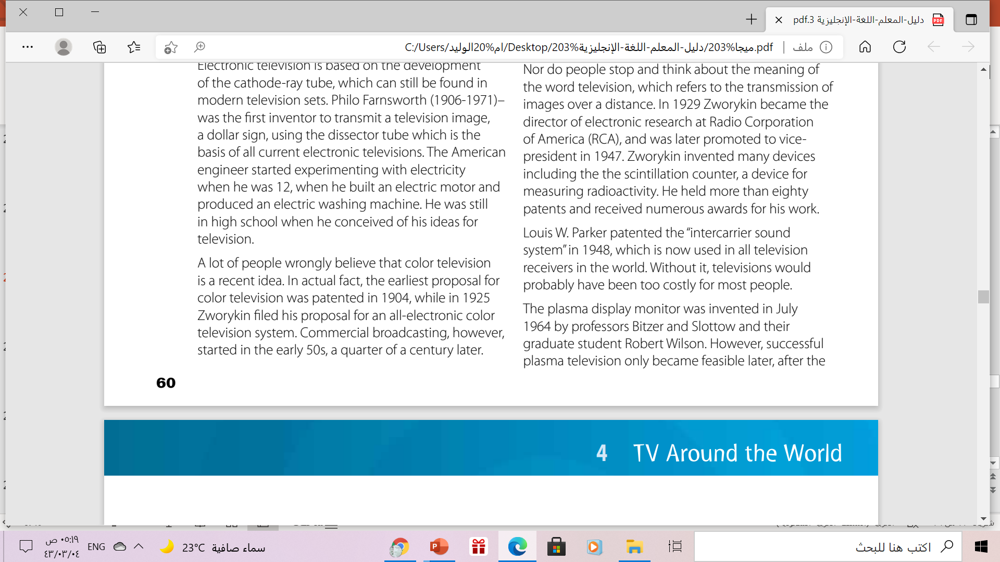 دليل-المعلم-اللغة-الإنجليزية 3.pdf
ملف
C:/Users/ام%20الوليد/Desktop/ميجا%203/دليل-المعلم-اللغة-الإنجليزية%203.pdf
Electronic television is based on the development
of the cathode-ray tube, which can still be found in
modern television sets. Philo Farnsworth (1906-1971)–
was the first inventor to transmit a television image,
a dollar sign, using the dissector tube which is the
basis of all current electronic televisions. The American
engineer started experimenting with electricity
when he was 12, when he built an electric motor and
produced an electric washing machine. He was still
in high school when he conceived of his ideas for
television.
A lot of people wrongly believe that color television
is a recent idea. In actual fact, the earliest proposal for
color television was patented in 1904, while in 1925
Zworykin filed his proposal for an all-electronic color
television system. Commercial broadcasting, however,
started in the early 50s, a quarter of a century later.
60
Nor do people stop and think about the meaning of
the word television, which refers to the transmission of
images over a distance. In 1929 Zworykin became the
director of electronic research at Radio Corporation
of America (RCA), and was later promoted to vice-
president in 1947. Zworykin invented many devices
including the the scintillation counter, a device for
measuring radioactivity. He held more than eighty
patents and received numerous awards for his work.
Louis W. Parker patented the “intercarrier sound
system” in 1948, which is now used in all television
receivers in the world. Without it, televisions would
probably have been too costly for most people.
The plasma display monitor was invented in July
1964 by professors Bitzer and Slottow and their
graduate student Robert Wilson. However, successful
plasma television only became feasible later, after the
4 TV Around the World
اكتب هنا للبحث
23°C سماء صافية
ENG
٠٥:١٩ ص
٤٣/٠٣/٠٤